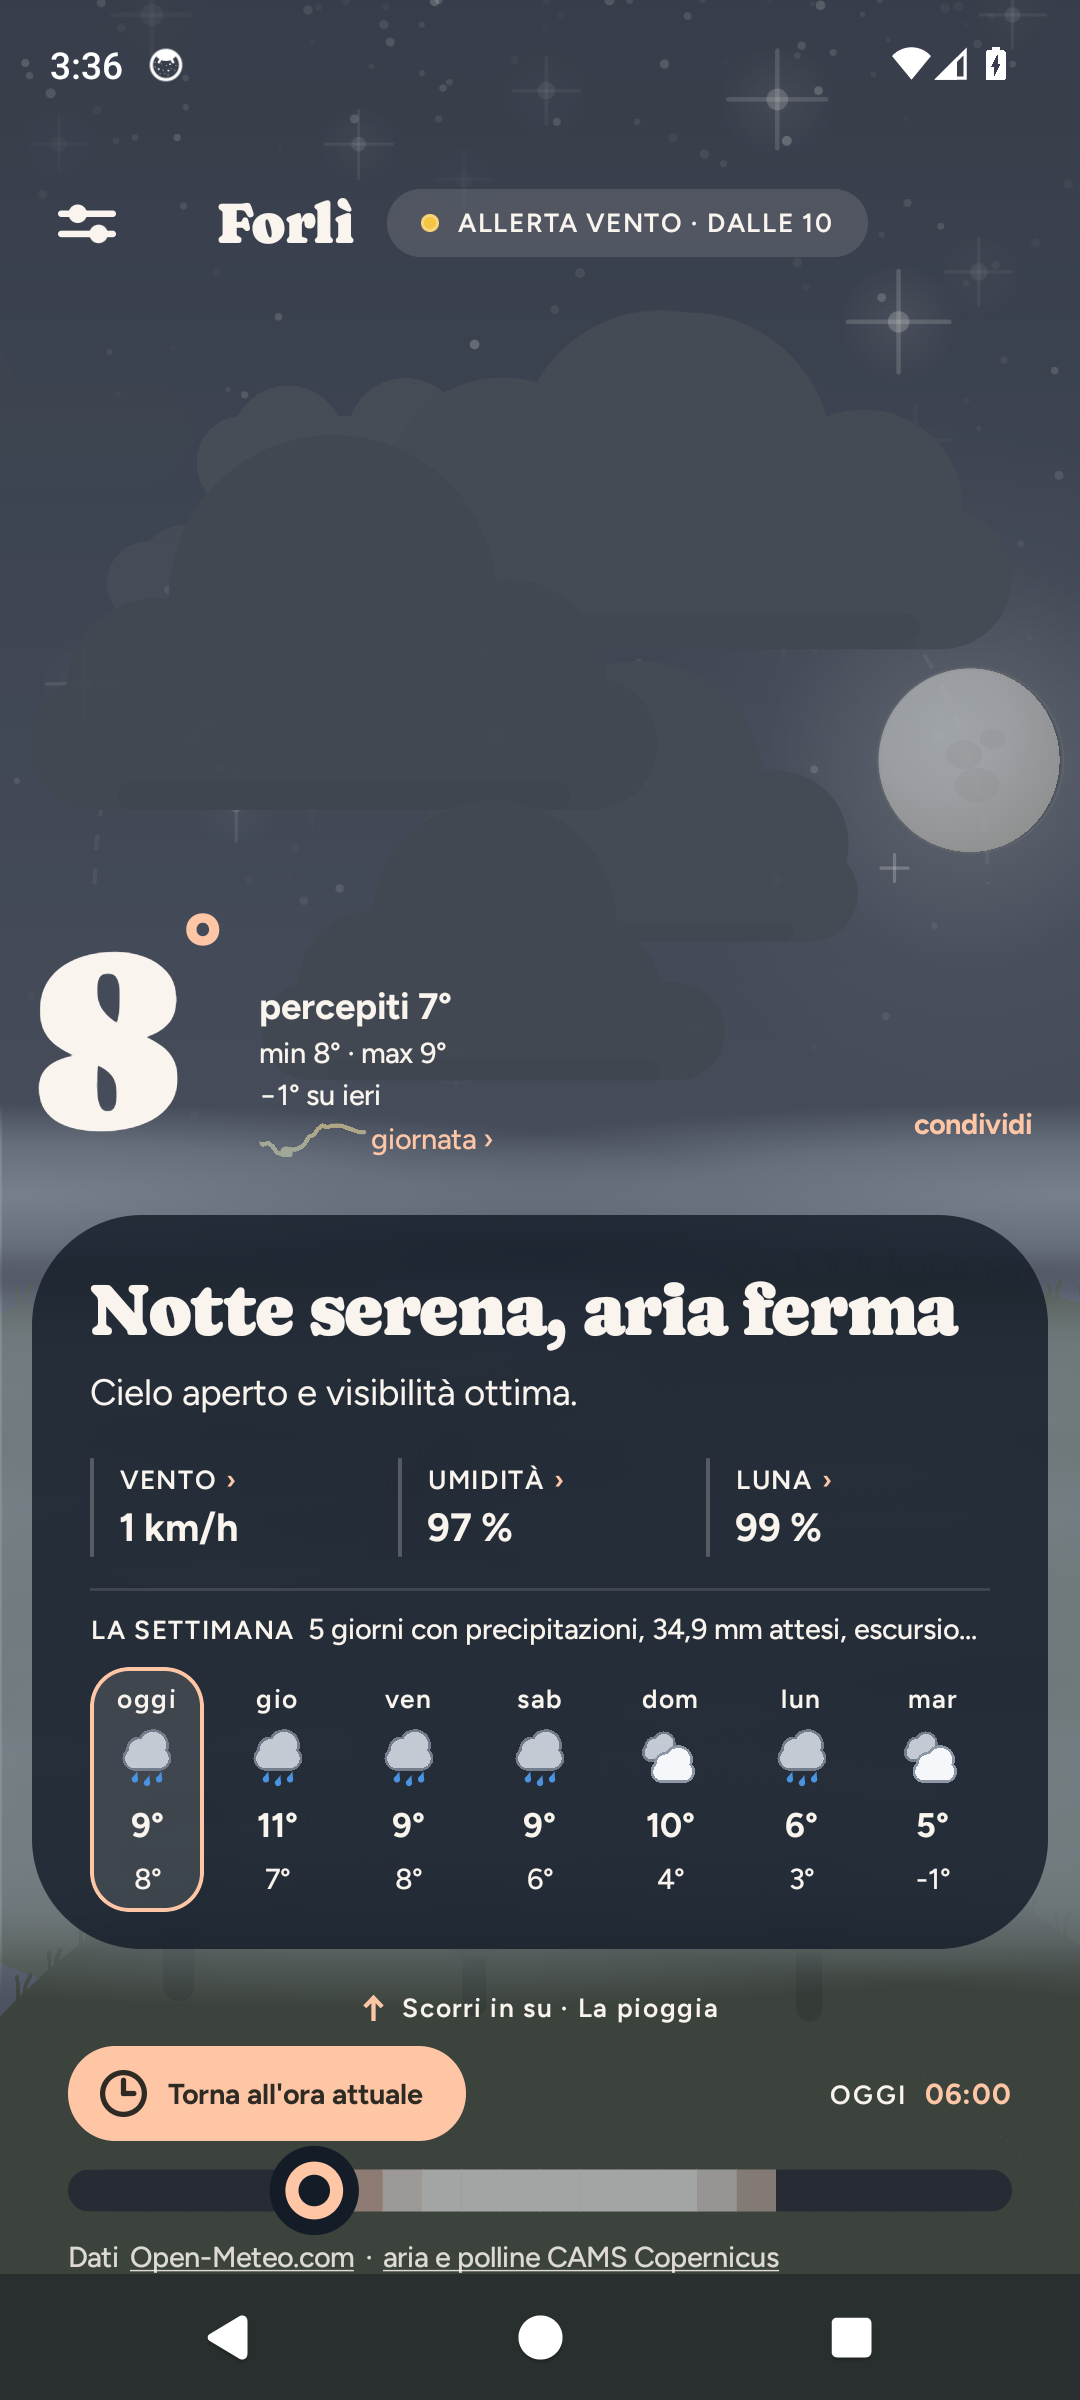 3:36
Forlì
ALLERTA VENTO · DALLE 10
8°
percepiti 7°
min 8° · max 9°
−1° su ieri
giornata ›
condividi
Notte serena, aria ferma
Cielo aperto e visibilità ottima.
VENTO › UMIDITÀ › LUNA ›
1 km/h 97 % 99 %
LA SETTIMANA 5 giorni con precipitazioni, 34,9 mm attesi, escursio...
oggi gio ven sab dom lun mar
9° 11° 9° 9° 10° 6° 5°
8° 7° 8° 6° 4° 3° -1°
↑ Scorri in su · La pioggia
Torna all'ora attuale
OGGI 06:00
Dati Open-Meteo.com · aria e polline CAMS Copernicus